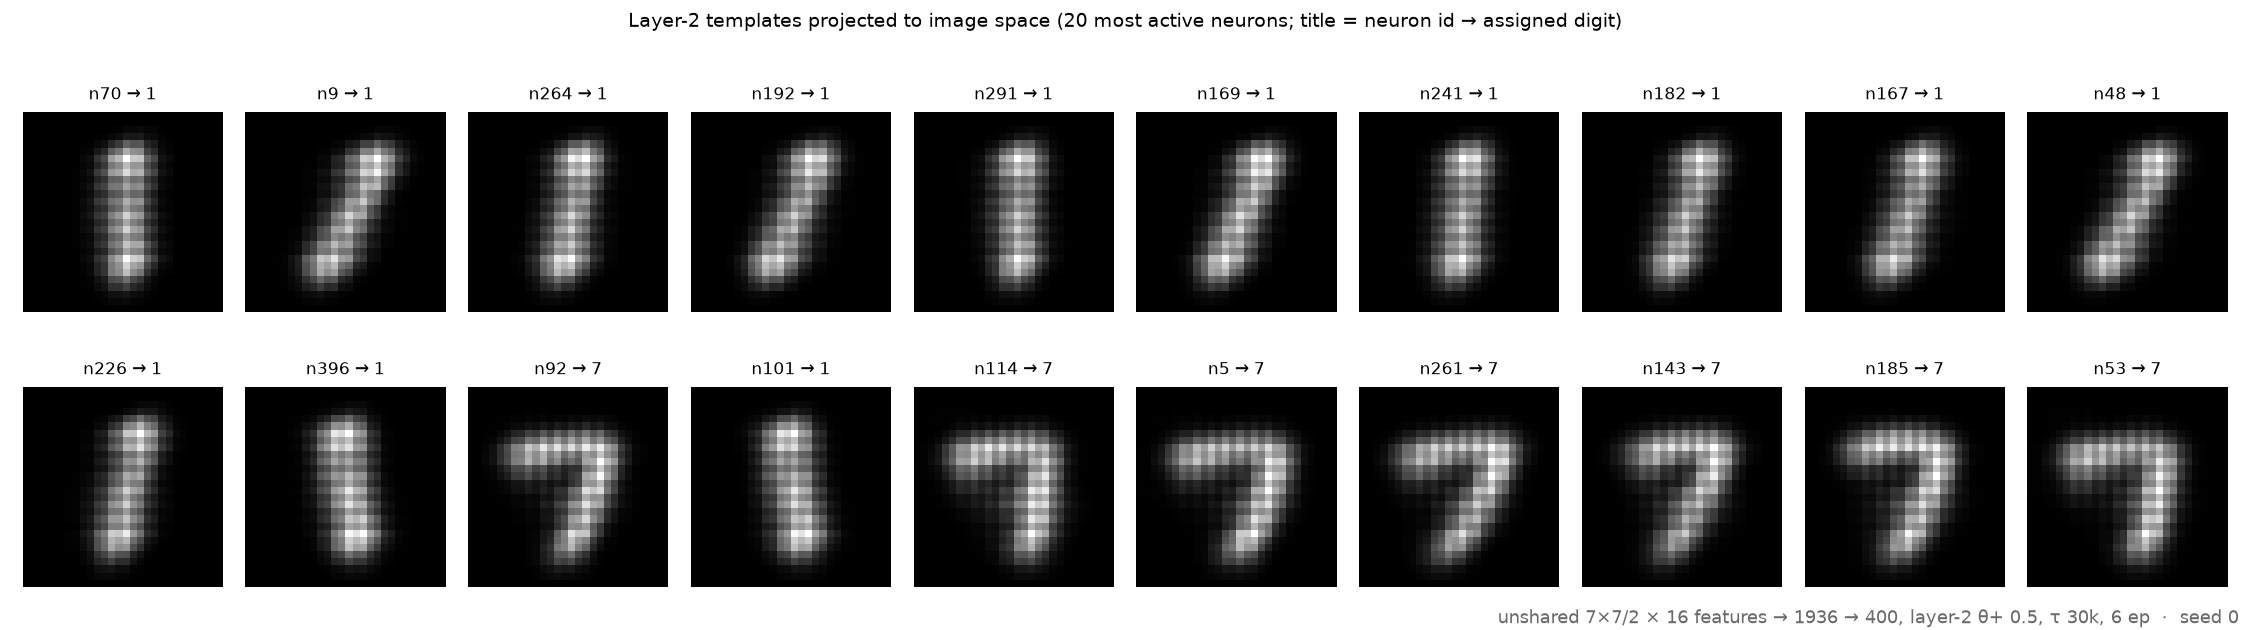 Layer-2 templates projected to image space (20 most active neurons; title = neuron id → assigned digit)
n70 → 1 n9 → 1 n264 → 1 n192 → 1 n291 → 1 n169 → 1 n241 → 1 n182 → 1 n167 → 1 n48 → 1
n226 → 1 n396 → 1 n92 → 7 n101 → 1 n114 → 7 n5 → 7 n261 → 7 n143 → 7 n185 → 7 n53 → 7
unshared 7×7/2 × 16 features → 1936 → 400, layer-2 θ+ 0.5, τ 30k, 6 ep · seed 0